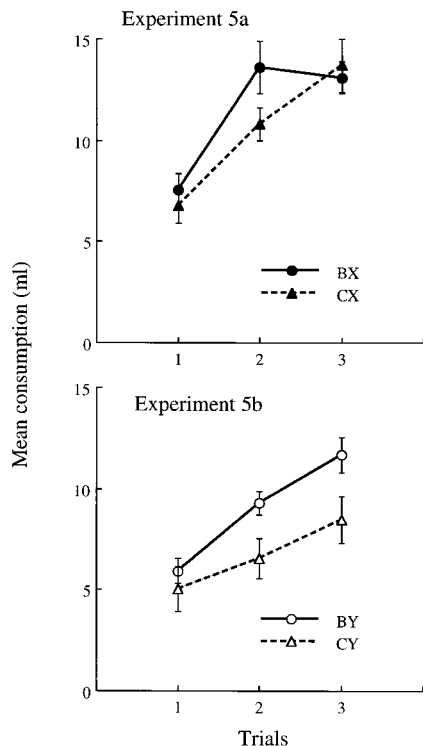 Experiment 5a
15
10
5
0
BX
CX
1 2 3
Mean consumption (ml)
Experiment 5b
15
10
5
0
BY
CY
1 2 3
Trials